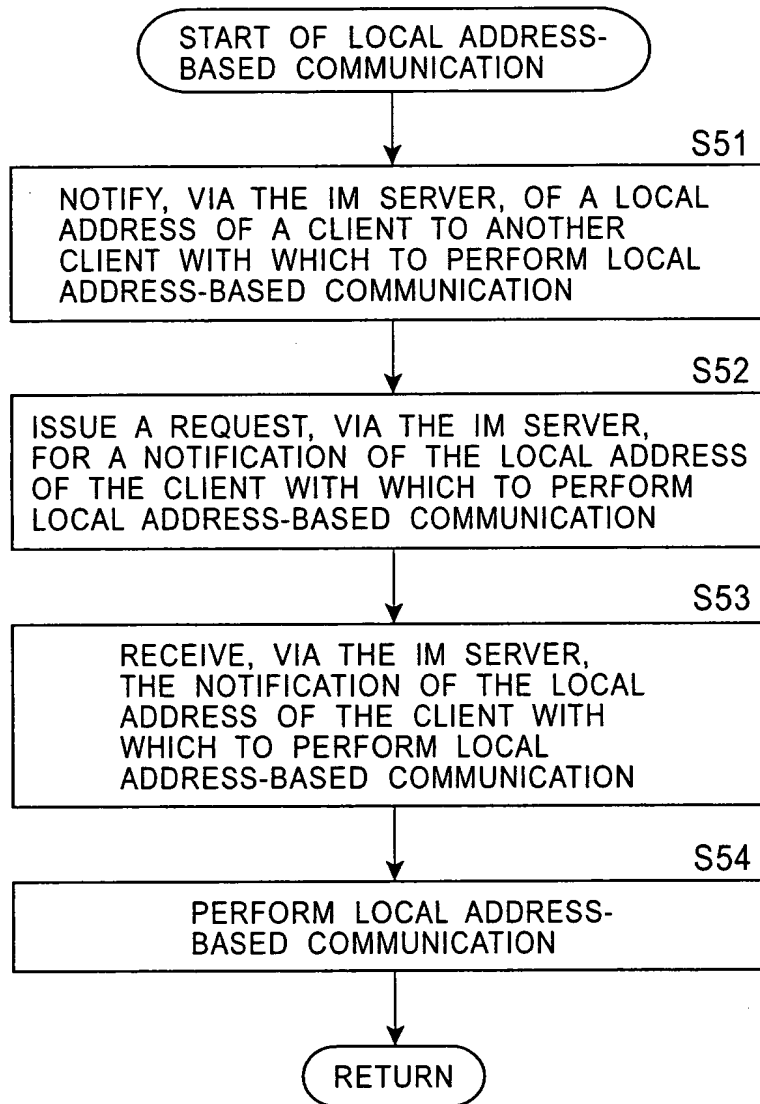 START OF LOCAL ADDRESS-
BASED COMMUNICATION
S51
NOTIFY, VIA THE IM SERVER, OF A LOCAL
ADDRESS OF A CLIENT TO ANOTHER
CLIENT WITH WHICH TO PERFORM LOCAL
ADDRESS-BASED COMMUNICATION
S52
ISSUE A REQUEST, VIA THE IM SERVER,
FOR A NOTIFICATION OF THE LOCAL ADDRESS
OF THE CLIENT WITH WHICH TO PERFORM
LOCAL ADDRESS-BASED COMMUNICATION
S53
RECEIVE, VIA THE IM SERVER,
THE NOTIFICATION OF THE LOCAL
ADDRESS OF THE CLIENT WITH
WHICH TO PERFORM LOCAL
ADDRESS-BASED COMMUNICATION
S54
PERFORM LOCAL ADDRESS-
BASED COMMUNICATION
RETURN